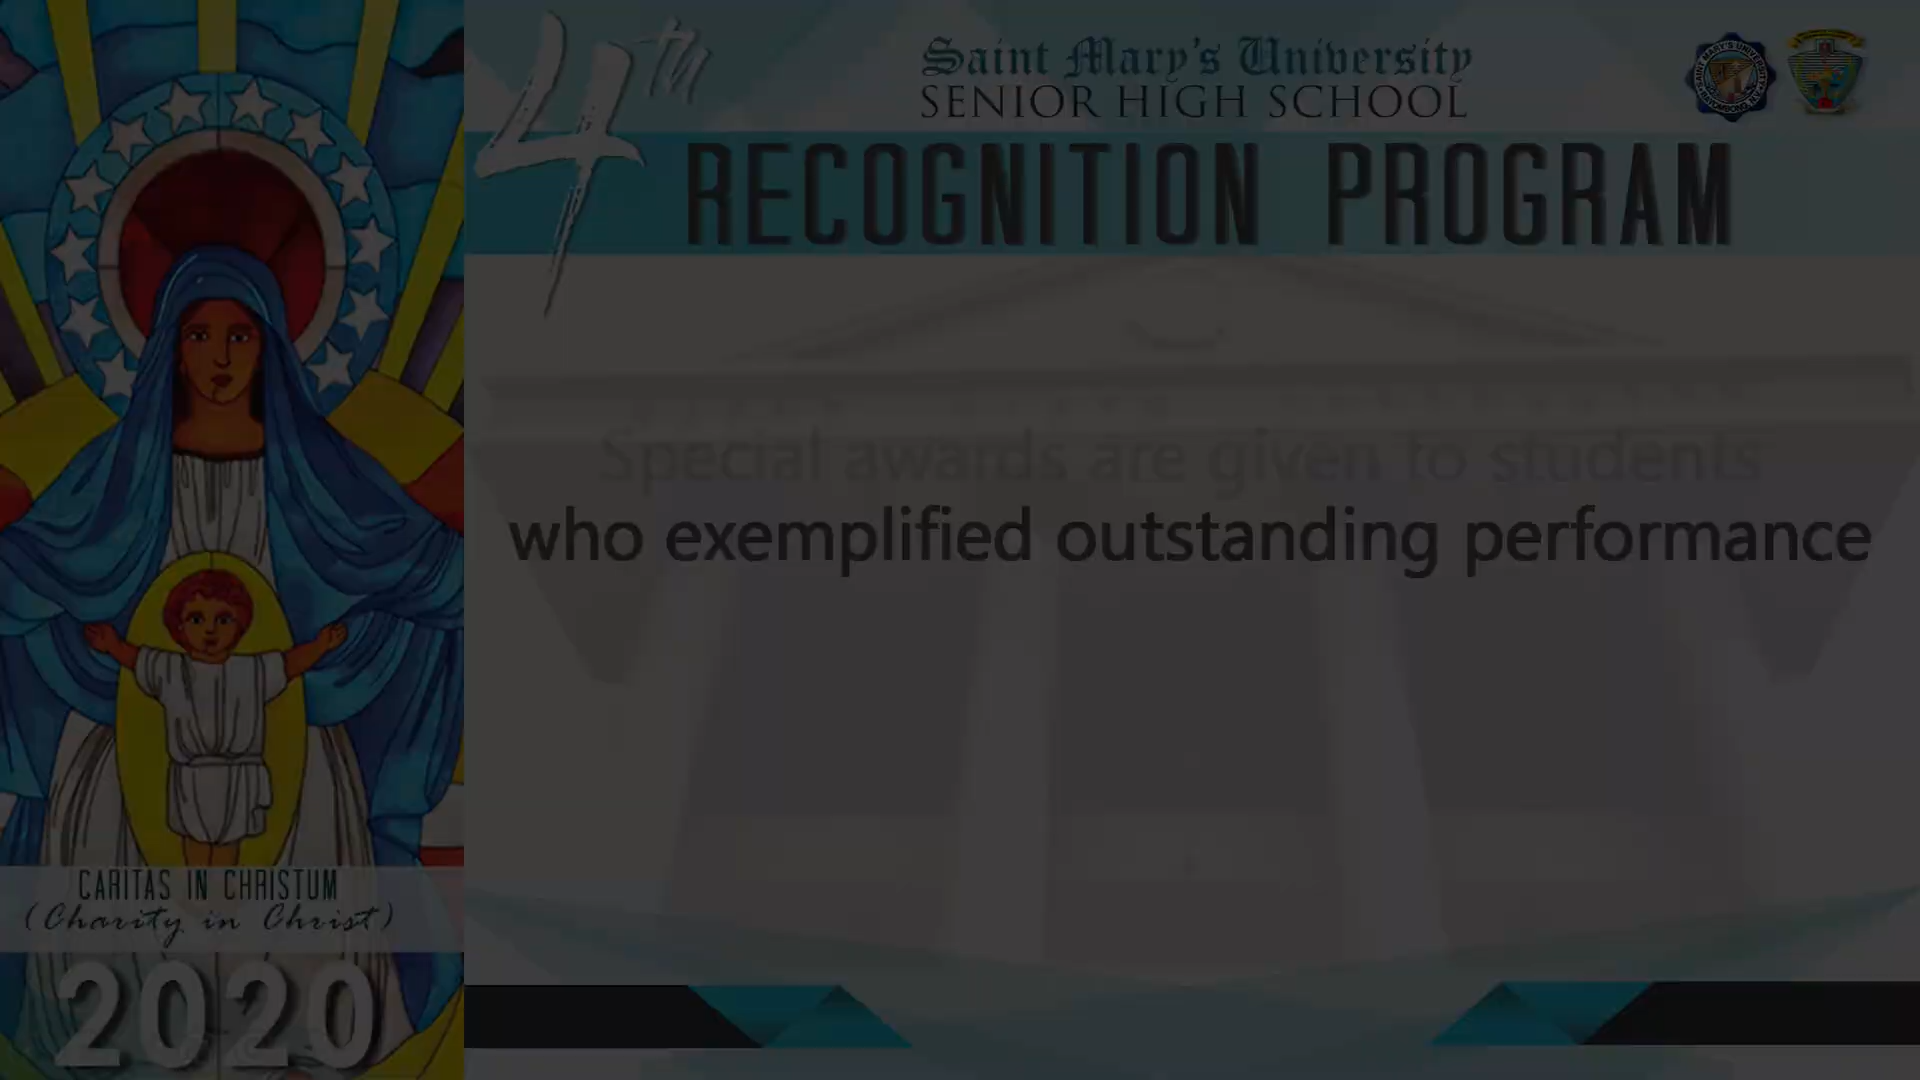 4TH
Saint Mary's University
SENIOR HIGH SCHOOL
RECOGNITION PROGRAM
Special awards are given to students
who exemplified outstanding performance
CARITAS IN CHRISTUM
(Charity in Christ)
2020